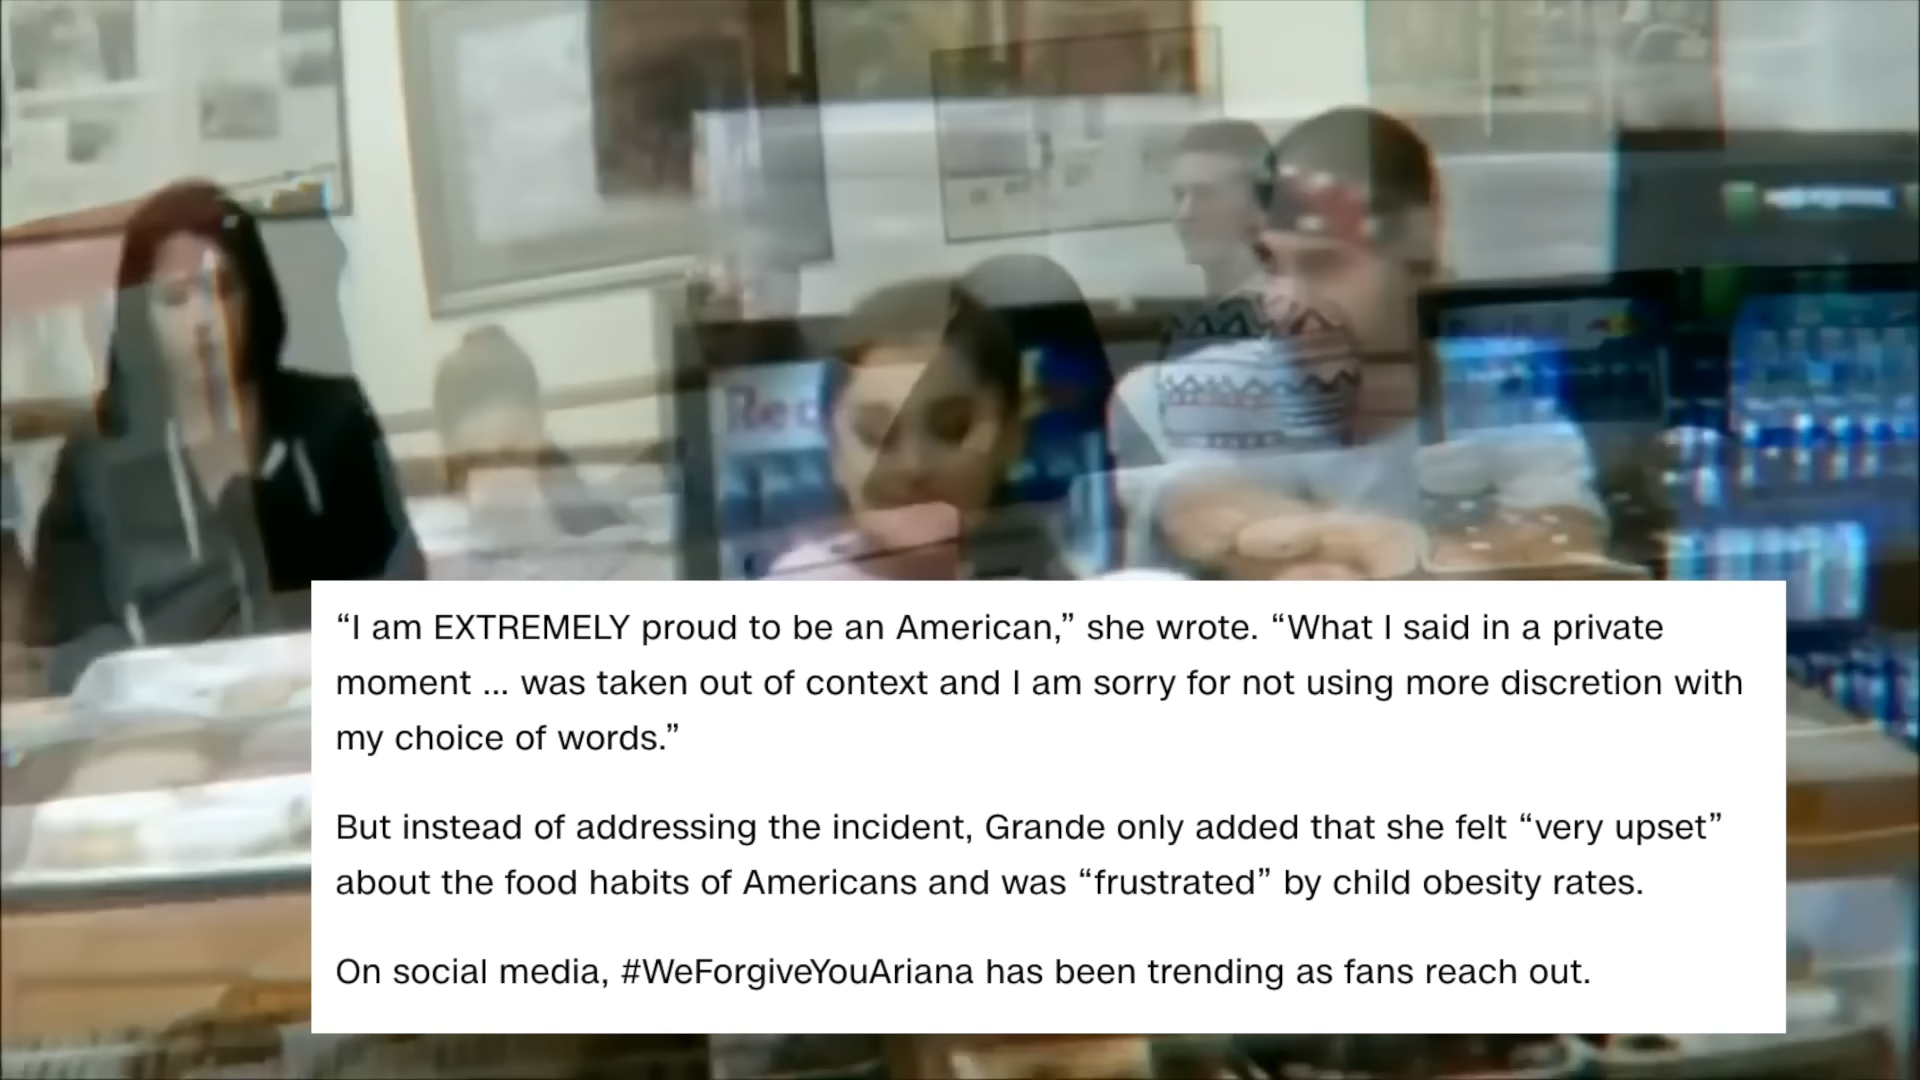 Red
“I am EXTREMELY proud to be an American,” she wrote. “What I said in a private
moment ... was taken out of context and I am sorry for not using more discretion with
my choice of words.”
But instead of addressing the incident, Grande only added that she felt “very upset”
about the food habits of Americans and was “frustrated” by child obesity rates.
On social media, #WeForgiveYouAriana has been trending as fans reach out.